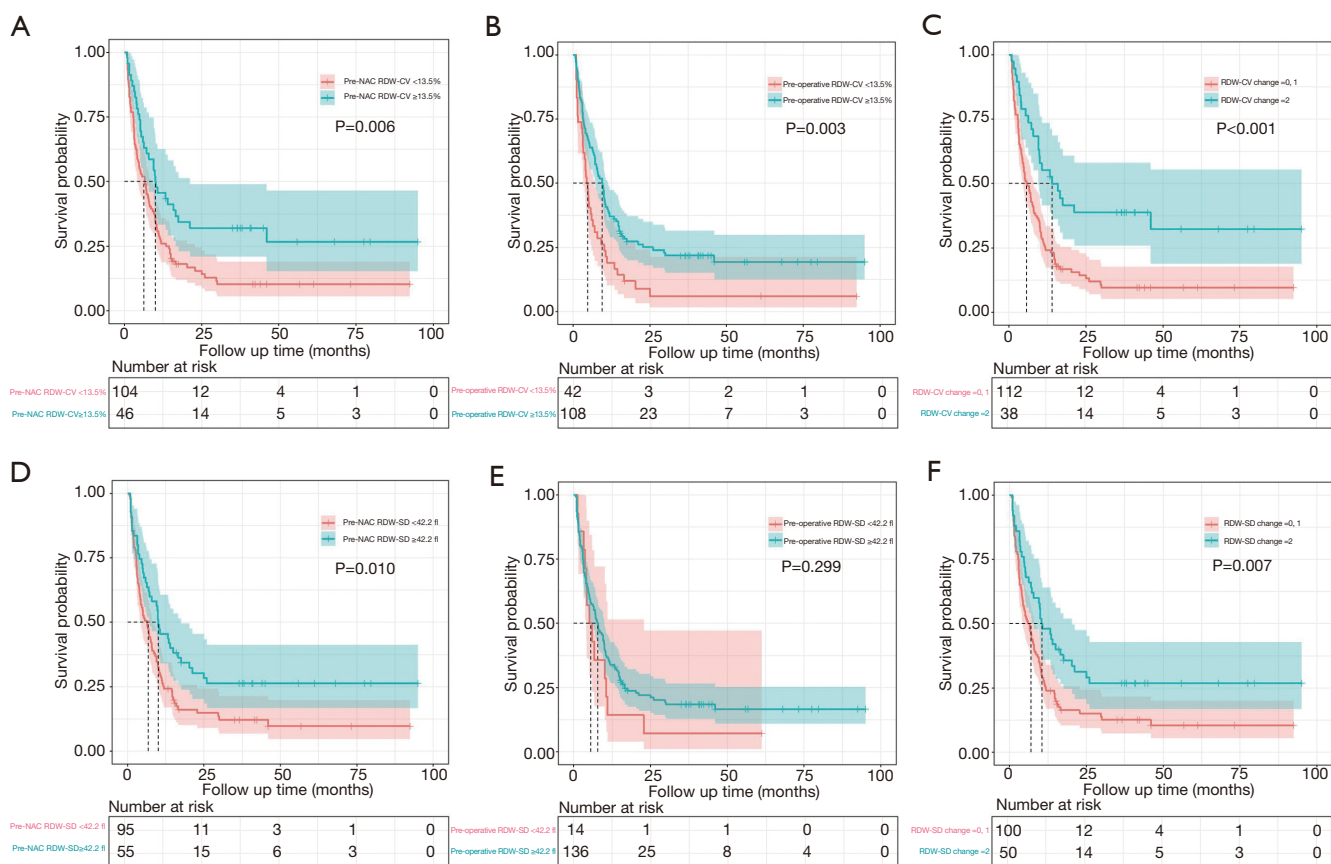 A
1.00
0.75
0.50
0.25
0.00
Survival probability
Pre-NAC RDW-CV <13.5%
Pre-NAC RDW-CV ≥13.5%
P=0.006
0 25 50 75 100
Follow up time (months)
Number at risk
Pre-NAC RDW-CV <13.5% 104 12 4 1 0
Pre-NAC RDW-CV≥13.5% 46 14 5 3 0
B
1.00
0.75
0.50
0.25
0.00
Survival probability
Pre-operative RDW-CV <13.5%
Pre-operative RDW-CV ≥13.5%
P=0.003
0 25 50 75 100
Follow up time (months)
Number at risk
Pre-operative RDW-CV <13.5% 42 3 2 1 0
Pre-operative RDW-CV ≥13.5% 108 23 7 3 0
C
1.00
0.75
0.50
0.25
0.00
Survival probability
RDW-CV change =0, 1
RDW-CV change =2
P<0.001
0 25 50 75 100
Follow up time (months)
Number at risk
RDW-CV change =0, 1 112 12 4 1 0
RDW-CV change =2 38 14 5 3 0
D
1.00
0.75
0.50
0.25
0.00
Survival probability
Pre-NAC RDW-SD <42.2 fl
Pre-NAC RDW-SD ≥42.2 fl
P=0.010
0 25 50 75 100
Follow up time (months)
Number at risk
Pre-NAC RDW-SD <42.2 fl 95 11 3 1 0
Pre-NAC RDW-SD≥42.2 fl 55 15 6 3 0
E
1.00
0.75
0.50
0.25
0.00
Survival probability
Pre-operative RDW-SD <42.2 fl
Pre-operative RDW-SD ≥42.2 fl
P=0.299
0 25 50 75 100
Follow up time (months)
Number at risk
Pre-operative RDW-SD <42.2 fl 14 1 1 0 0
Pre-operative RDW-SD ≥42.2 fl 136 25 8 4 0
F
1.00
0.75
0.50
0.25
0.00
Survival probability
RDW-SD change =0, 1
RDW-SD change =2
P=0.007
0 25 50 75 100
Follow up time (months)
Number at risk
RDW-SD change =0, 1 100 12 4 1 0
RDW-SD change =2 50 14 5 3 0